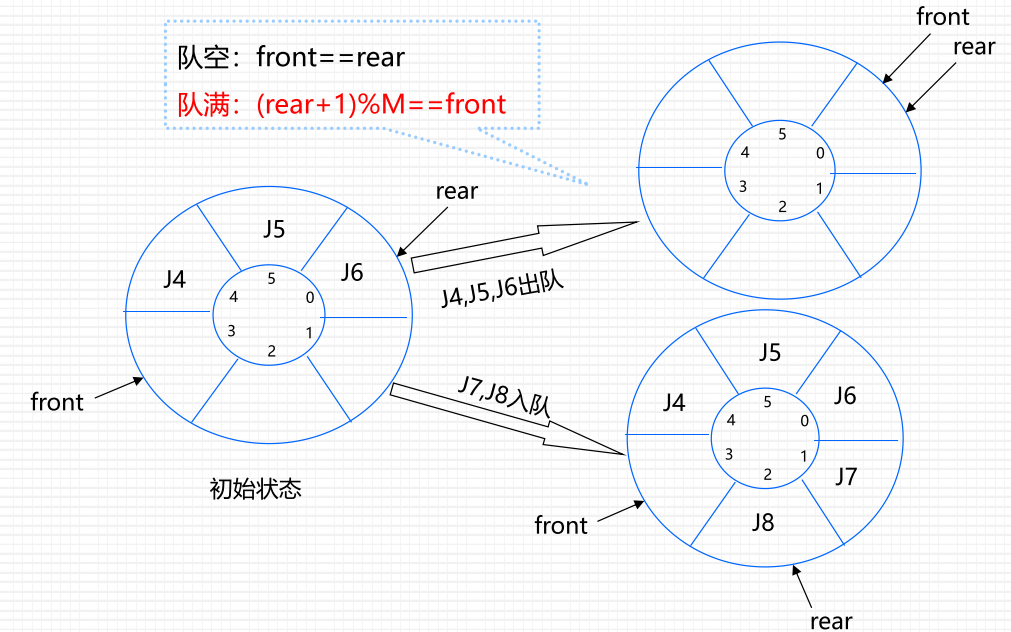 队空：front==rear
队满：(rear+1)%M==front
front
rear
5
4
0
3
1
2
rear
J5
J4
J6
5
4
0
3
1
2
front
初始状态
J4,J5,J6出队
J7,J8入队
J5
J4
J6
5
4
0
3
1
2
J7
J8
front
rear